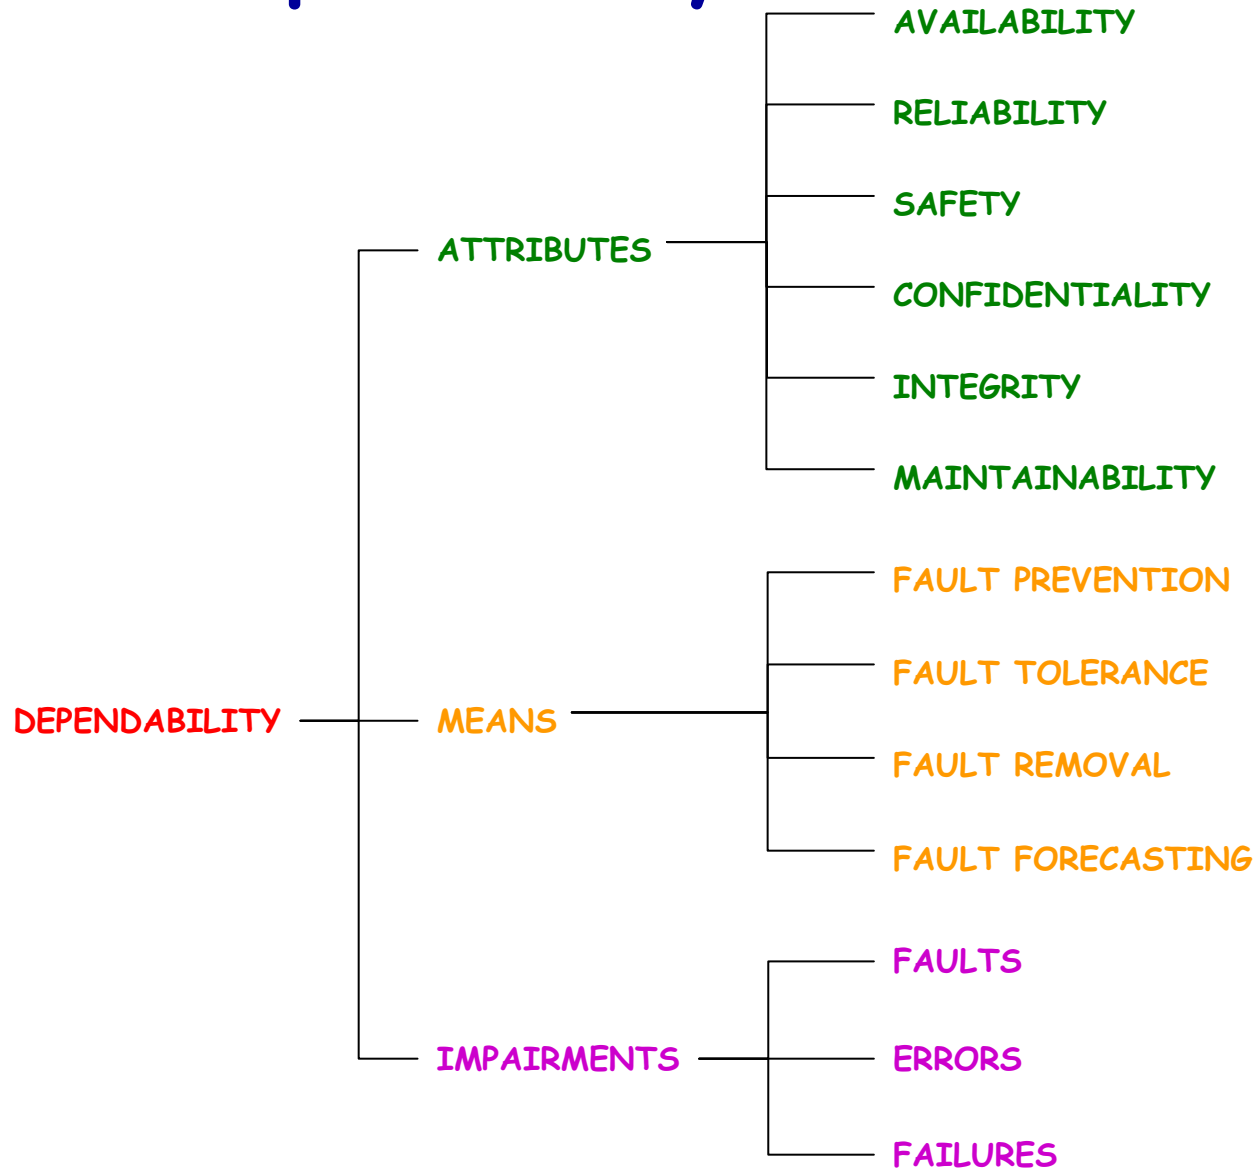 AVAILABILITY
RELIABILITY
SAFETY
ATTRIBUTES
CONFIDENTIALITY
INTEGRITY
MAINTAINABILITY
FAULT PREVENTION
FAULT TOLERANCE
DEPENDABILITY
MEANS
FAULT REMOVAL
FAULT FORECASTING
FAULTS
IMPAIRMENTS
ERRORS
FAILURES